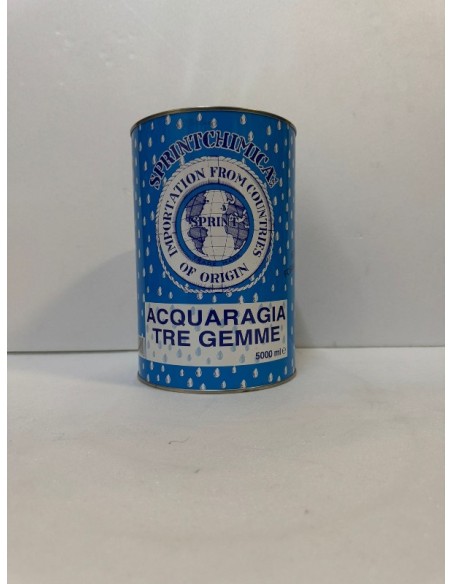 SPRINTCHIMICA
IMPORTATION FROM COUNTRIES
OF ORIGIN
SPRINT
ACQUARAGIA
TRE GEMME
5000 ml e